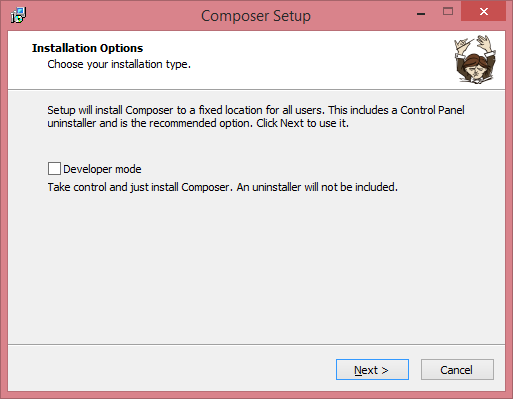 Composer Setup
Installation Options
Choose your installation type.
Setup will install Composer to a fixed location for all users. This includes a Control Panel
uninstaller and is the recommended option. Click Next to use it.
Developer mode
Take control and just install Composer. An uninstaller will not be included.
Next >
Cancel